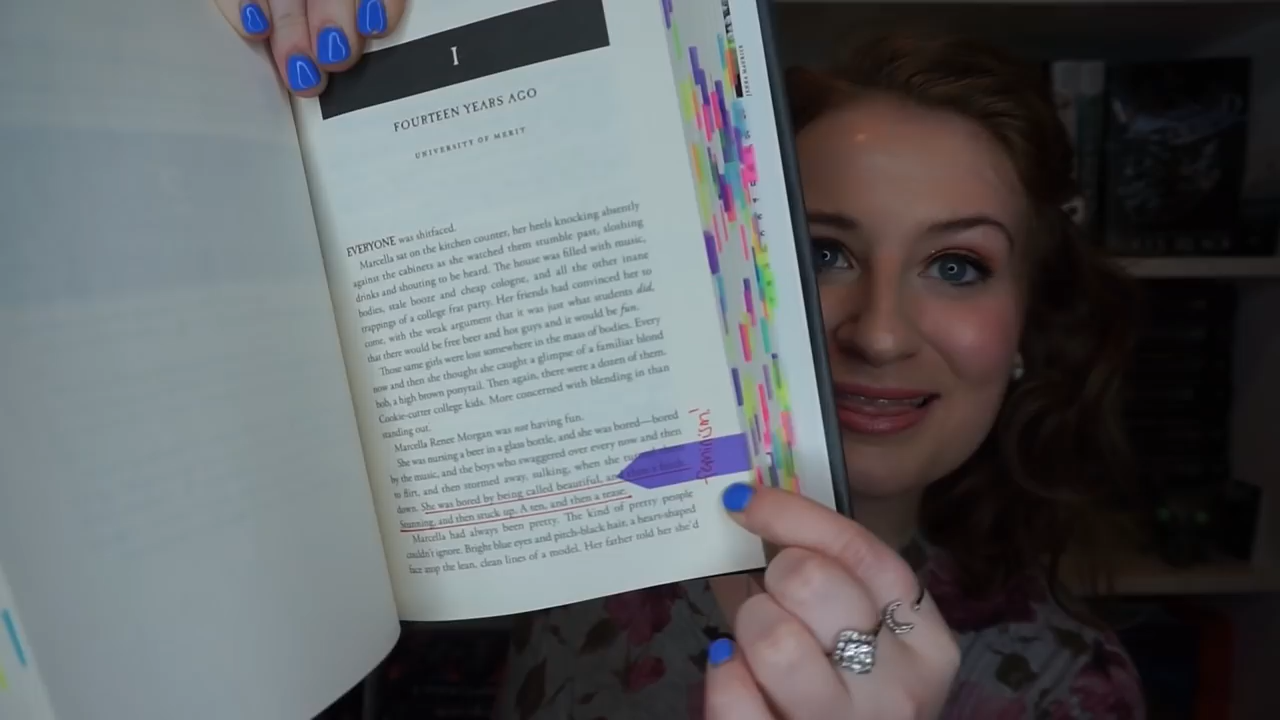 I
FOURTEEN YEARS AGO
UNIVERSITY OF MERIT
EVERYONE was shitfaced.
Marcella sat on the kitchen counter, her heels knocking absently
against the cabinets as she watched them stumble past, sloshing
drinks and shouting to be heard. The house was filled with music,
bodies, stale booze and cheap cologne, and all the other inane
trappings of a college frat party. Her friends had convinced her to
come, with the weak argument that it was just what students did,
that there would be free beer and hot guys and it would be fun.
Those same girls were lost somewhere in the mass of bodies. Every
now and then she thought she caught a glimpse of a familiar blond
bob, a high brown ponytail. Then again, there were a dozen of them.
Cookie-cutter college kids. More concerned with blending in than
standing out.
Marcella Renee Morgan was not having fun.
She was nursing a beer in a glass bottle, and she was bored—bored
by the music, and the boys who swaggered over every now and then
to flirt, and then stormed away, sulking, when she turned them
down. She was bored by being called beautiful, and then a bitch.
Stunning, and then stuck up. A ten, and then a tease.
Marcella had always been pretty. The kind of pretty people
couldn't ignore. Bright blue eyes and pitch-black hair, a heart-shaped
face atop the lean, clean lines of a model. Her father told her she'd
feminism!